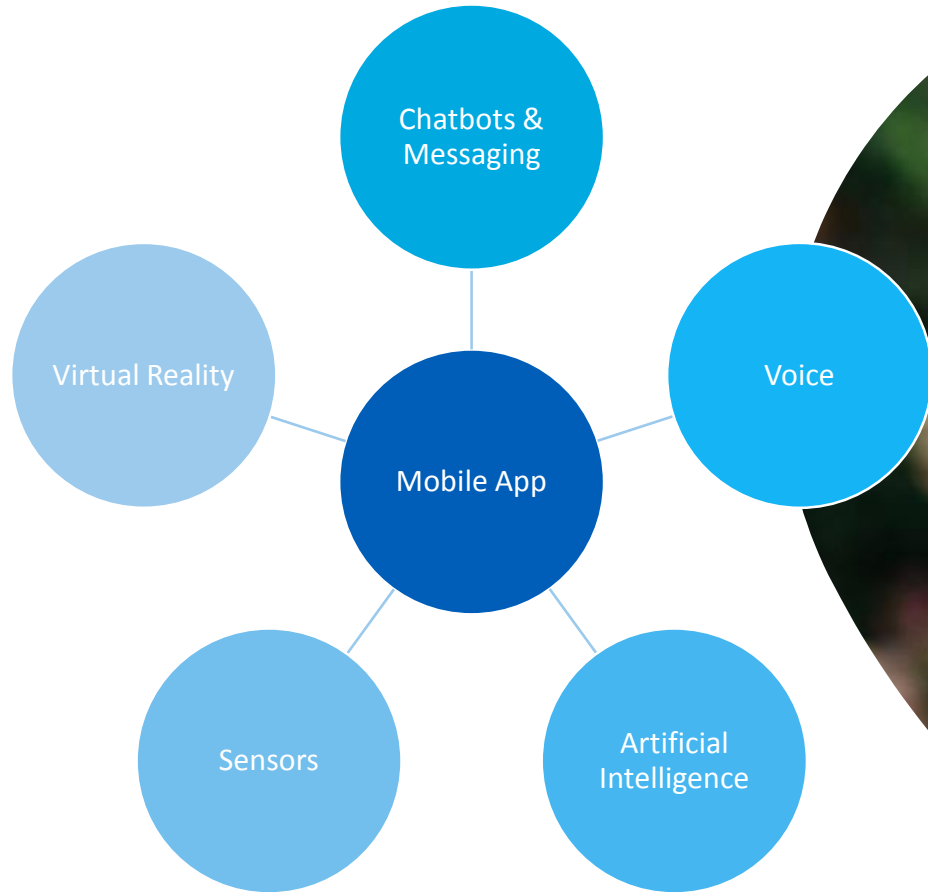 Chatbots &
Messaging
Virtual Reality
Voice
Mobile App
Sensors
Artificial
Intelligence